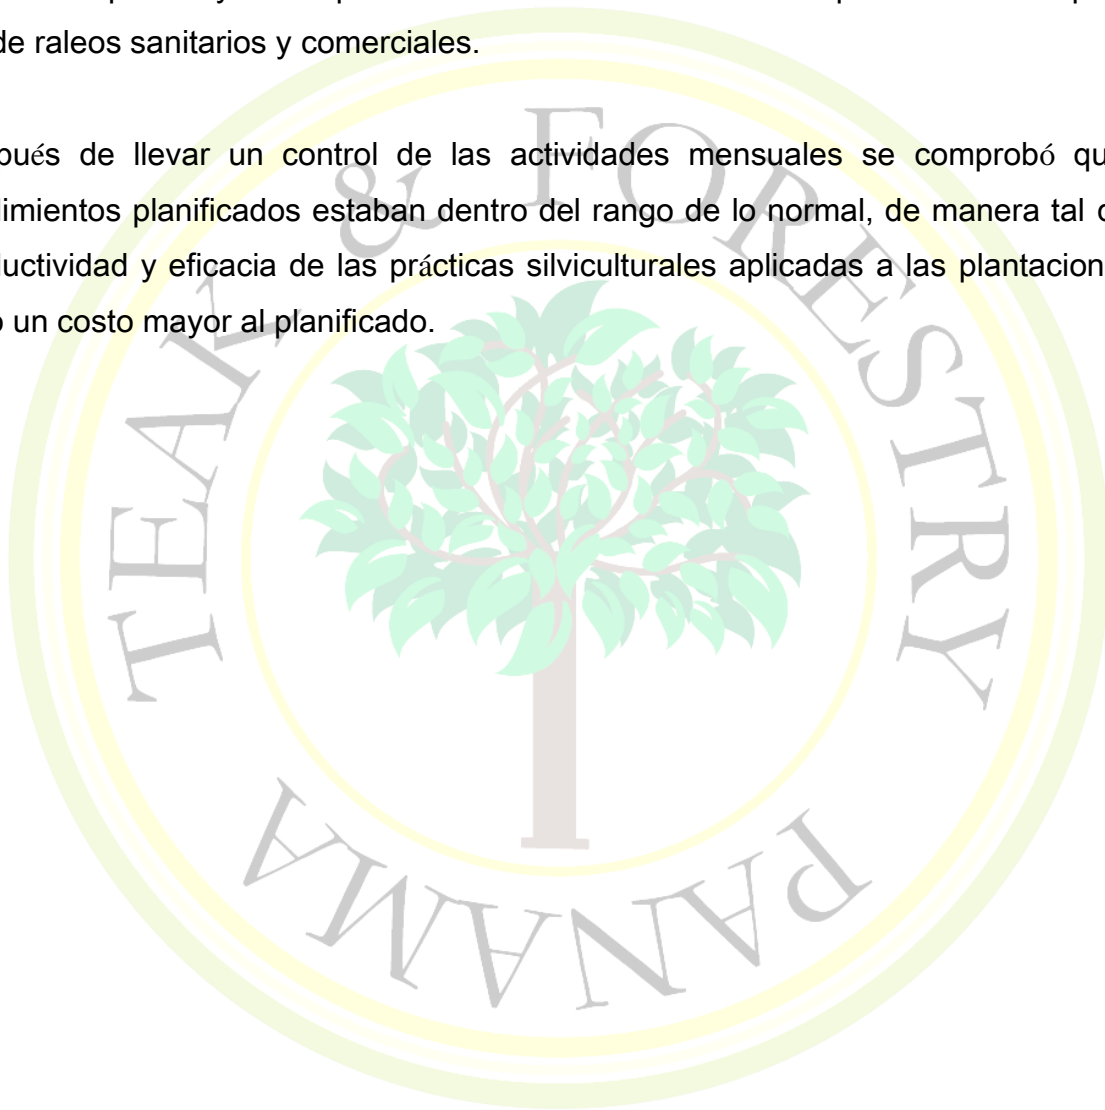 de raleos sanitarios y comerciales.
pués de llevar un control de las actividades mensuales se comprobó qu
limientos planificados estaban dentro del rango de lo normal, de manera tal
uctividad y eficacia de las prácticas silviculturales aplicadas a las plantacion
un costo mayor al planificado.
TEAK & FORESTRY
PANAMA